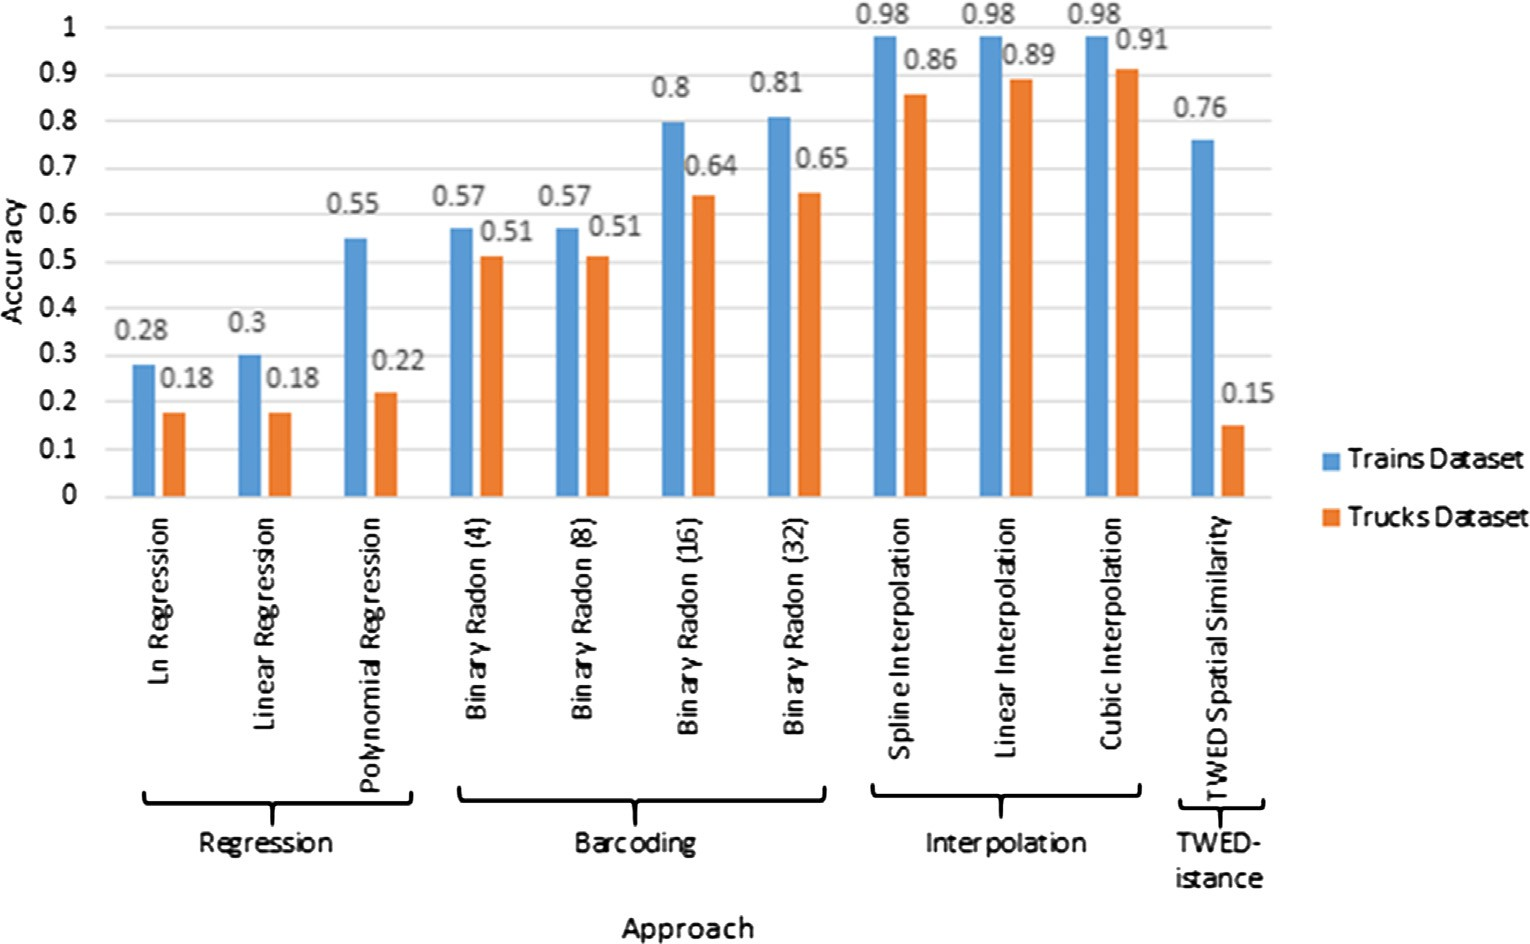 0.98 0.98 0.98
1
0.91
0.86 0.89
0.9
0.8 0.81
0.76
0.8
0.64 0.65
0.7
0.55 0.57 0.57
0.6
0.51 0.51
0.5
Accuracy
0.4
0.28 0.3
0.3
0.18 0.18 0.22
0.15
0.2
0.1
0
Trains Dataset
Trucks Dataset
Ln Regression
Linear Regression
Polynomial Regression
Binary Radon (4)
Binary Radon (8)
Binary Radon (16)
Binary Radon (32)
Spline Interpolation
Linear Interpolation
Cubic Interpolation
TWED Spatial Similarity
Regression
Barcoding
Interpolation
TWED-
istance
Approach